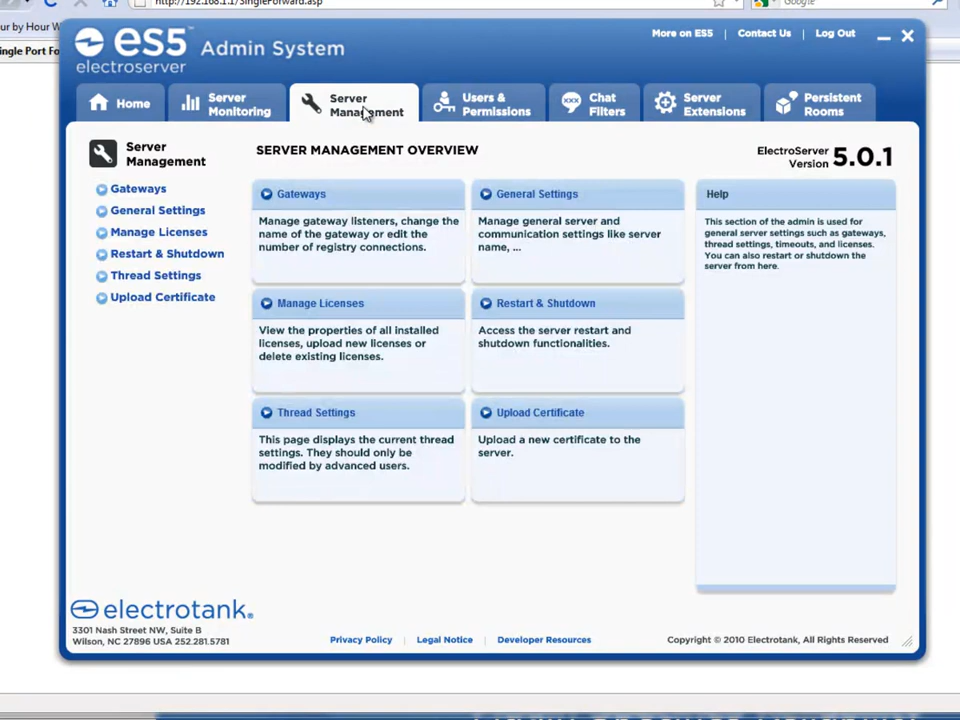 http://192.168.1.1/SingleForward.asp
Google
ur by Hour W
ingle Port Fo
es5™
electroserver
Admin System
More on ES5 | Contact Us | Log Out
Home
Server
Monitoring
Server
Management
Users &
Permissions
Chat
Filters
Server
Extensions
Persistent
Rooms
Server
Management
SERVER MANAGEMENT OVERVIEW
ElectroServer
Version 5.0.1
Gateways
General Settings
Manage Licenses
Restart & Shutdown
Thread Settings
Upload Certificate
Gateways
Manage gateway listeners, change the
name of the gateway or edit the
number of registry connections.
General Settings
Manage general server and
communication settings like server
name, ...
Manage Licenses
View the properties of all installed
licenses, upload new licenses or
delete existing licenses.
Restart & Shutdown
Access the server restart and
shutdown functionalities.
Thread Settings
This page displays the current thread
settings. They should only be
modified by advanced users.
Upload Certificate
Upload a new certificate to the
server.
Help
This section of the admin is used for
general server settings such as gateways,
thread settings, timeouts, and licenses.
You can also restart or shutdown the
server from here.
electrotank.
3301 Nash Street NW, Suite B
Wilson, NC 27896 USA 252.281.5781
Privacy Policy | Legal Notice | Developer Resources
Copyright © 2010 Electrotank, All Rights Reserved